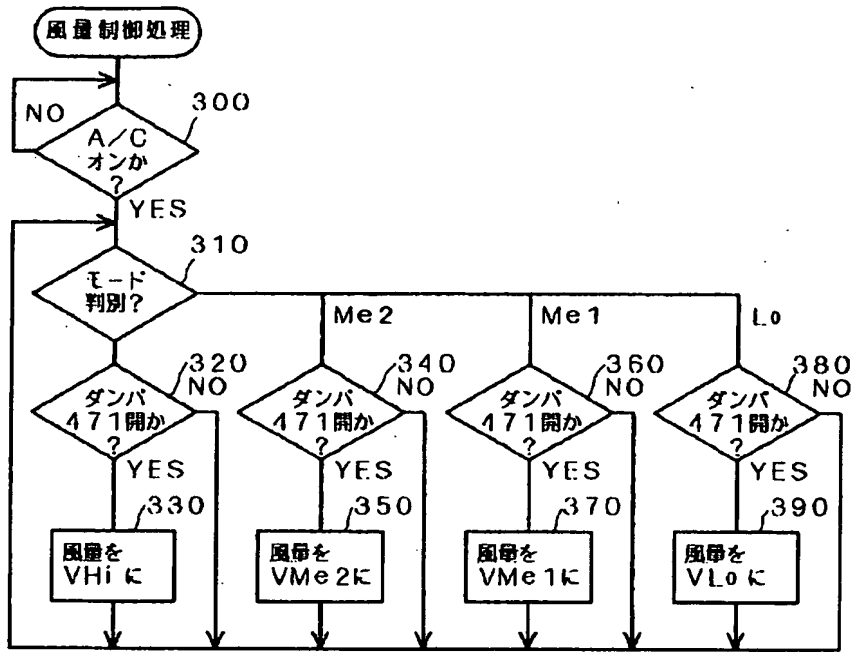 風量制御処理
NO
300
A/C
オンか
?
YES
310
モード
判別?
Me2
Me1
Lo
320
NO
ダンパ
471開か
?
YES
340
NO
ダンパ
471開か
?
YES
360
NO
ダンパ
471開か
?
YES
380
NO
ダンパ
471開か
?
YES
330
風量を
VHiに
350
風量を
VMe2に
370
風量を
VMe1に
390
風量を
VLoに